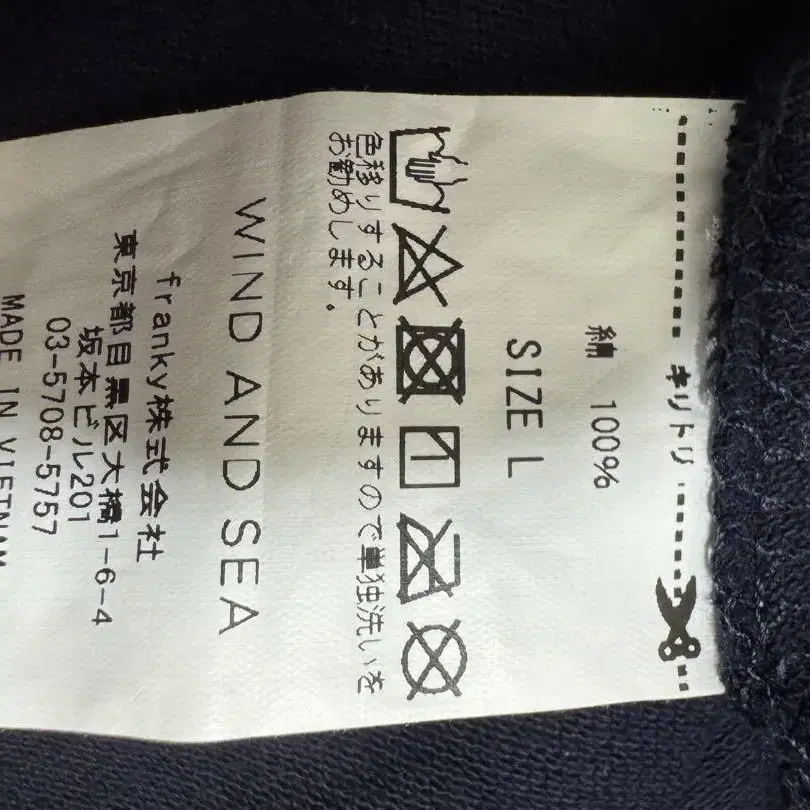 キリトリ
綿 100%
SIZE L
色移りすることがありますので単独洗いを
お勧めします。
WIND AND SEA
franky株式会社
東京都目黒区大橋1-6-4
坂本ビル201
03-5708-5757
MADE IN VIETNAM